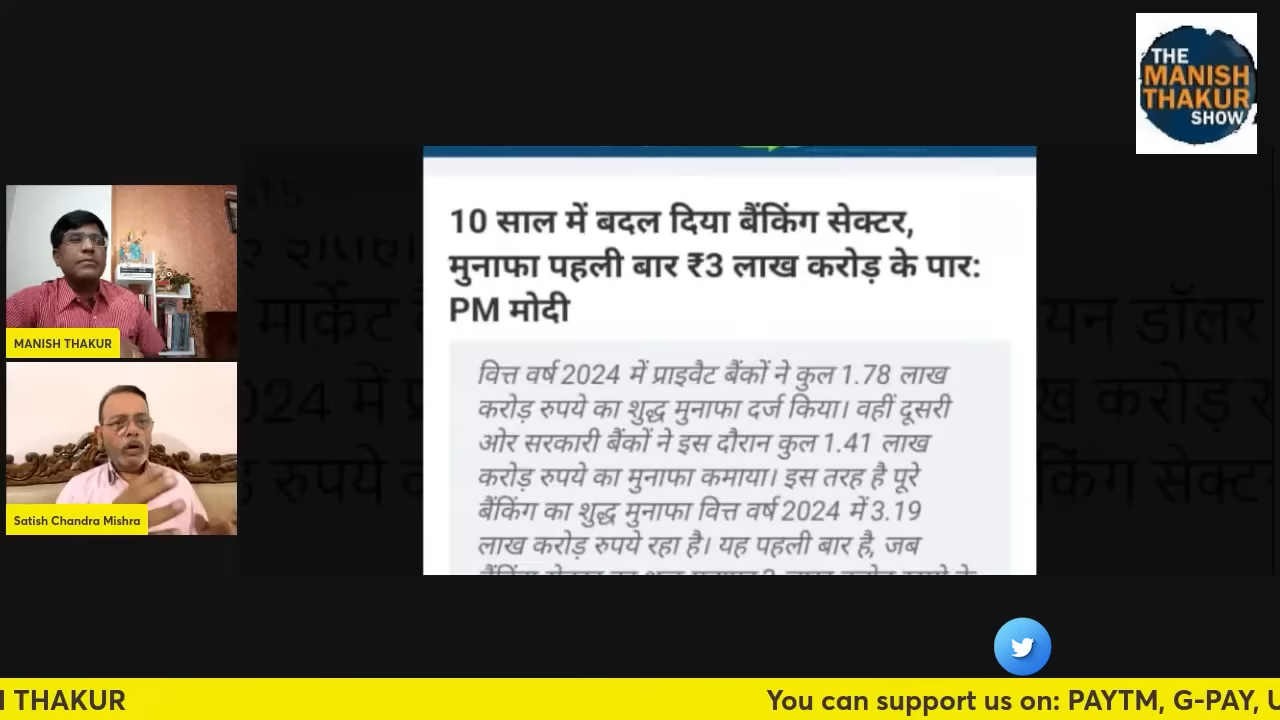 THE
MANISH
THAKUR
SHOW
10 साल में बदल दिया बैंकिंग सेक्टर,
मुनाफा पहली बार ₹3 लाख करोड़ के पार:
PM मोदी
वित्त वर्ष 2024 में प्राइवैट बैंकों ने कुल 1.78 लाख
करोड़ रुपये का शुद्ध मुनाफा दर्ज किया। वहीं दूसरी
ओर सरकारी बैंकों ने इस दौरान कुल 1.41 लाख
करोड़ रुपये का मुनाफा कमाया। इस तरह है पूरे
बैंकिंग का शुद्ध मुनाफा वित्त वर्ष 2024 में 3.19
लाख करोड़ रुपये रहा है। यह पहली बार है, जब
MANISH THAKUR
Satish Chandra Mishra
THAKUR
You can support us on: PAYTM, G-PAY,